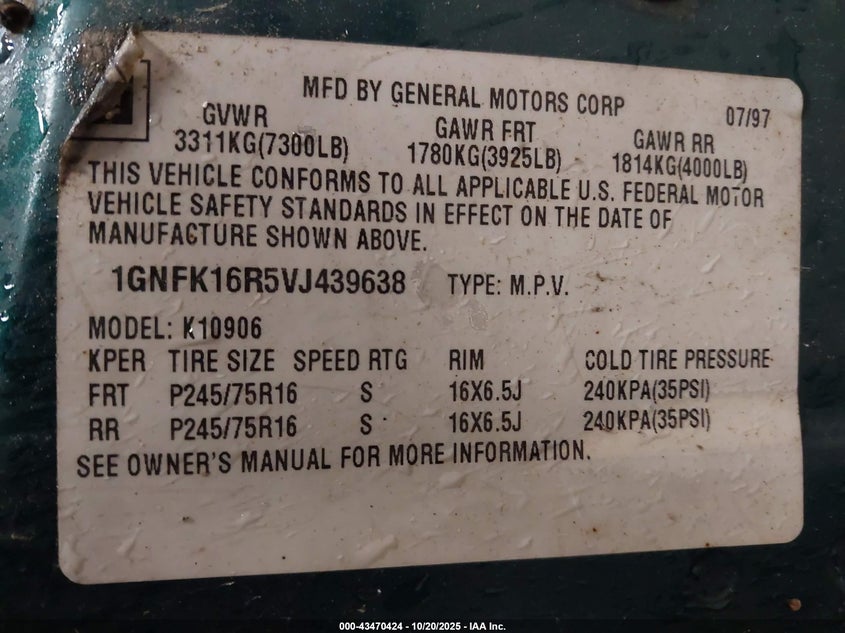 MFD BY GENERAL MOTORS CORP 07/97
GVWR GAWR FRT GAWR RR
3311KG(7300LB) 1780KG(3925LB) 1814KG(4000LB)
THIS VEHICLE CONFORMS TO ALL APPLICABLE U.S. FEDERAL MOTOR
VEHICLE SAFETY STANDARDS IN EFFECT ON THE DATE OF
MANUFACTURE SHOWN ABOVE.
1GNFK16R5VJ439638 TYPE: M.P.V.
MODEL: K10906
KPER TIRE SIZE SPEED RTG RIM COLD TIRE PRESSURE
FRT P245/75R16 S 16X6.5J 240KPA(35PSI)
RR P245/75R16 S 16X6.5J 240KPA(35PSI)
SEE OWNER'S MANUAL FOR MORE INFORMATION.
000-43470424 - 10/20/2025 - IAA Inc.